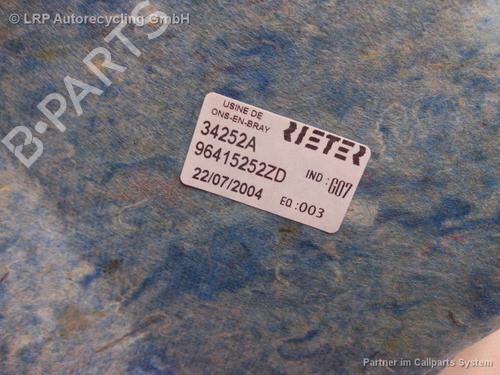 © LRP Autorecycling GmbH
B-PARTS
USINE DE
ONS-EN-BRAY
RIETER
34252A
96415252ZD
IND:G07
22/07/2004
EQ:003
Partner im Callparts System